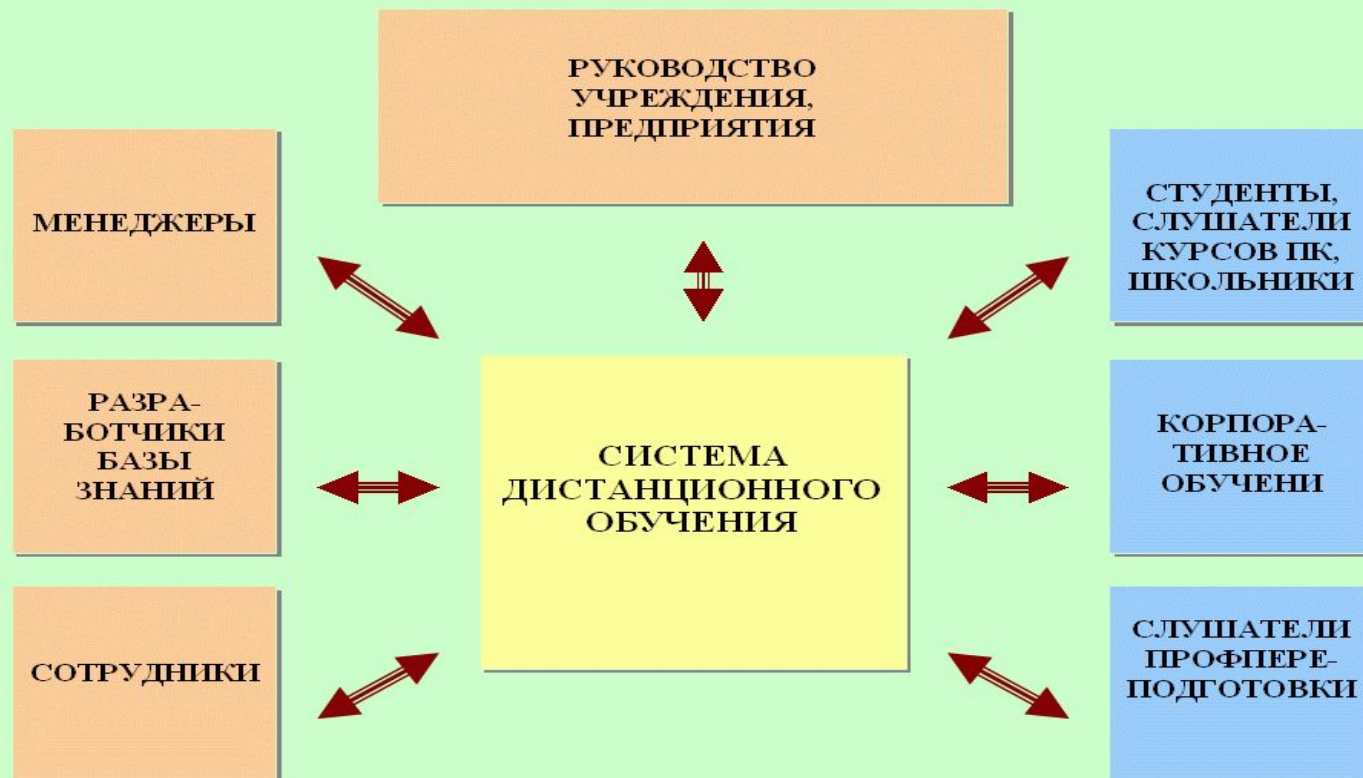 РУКОВОДСТВО
УЧРЕЖДЕНИЯ,
ПРЕДПРИЯТИЯ
МЕНЕДЖЕРЫ
СТУДЕНТЫ,
СЛУШАТЕЛИ
КУРСОВ ПК,
ШКОЛЬНИКИ
РАЗРА-
БОТЧИКИ
БАЗЫ
ЗНАНИЙ
СИСТЕМА
ДИСТАНЦИОННОГО
ОБУЧЕНИЯ
КОРПОРА-
ТИВНОЕ
ОБУЧЕНИ
СОТРУДНИКИ
СЛУШАТЕЛИ
ПРОФПЕРЕ-
ПОДГОТОВКИ